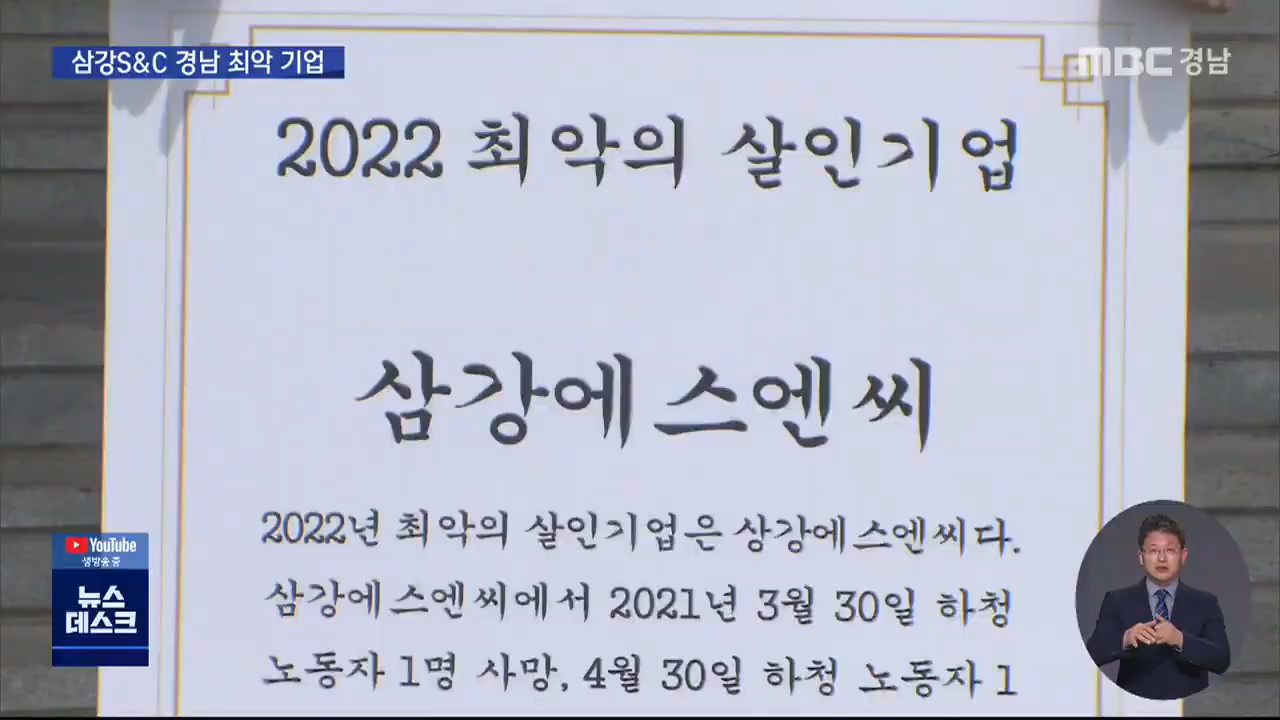 삼강S&C 경남 최악 기업
MBC 경남
2022 최악의 살인기업
삼강에스엔씨
2022년 최악의 살인기업은 상강에스엔씨다.
삼강에스엔씨에서 2021년 3월 30일 하청
노동자 1명 사망, 4월 30일 하청 노동자 1
YouTube
생방송 중
뉴스
데스크